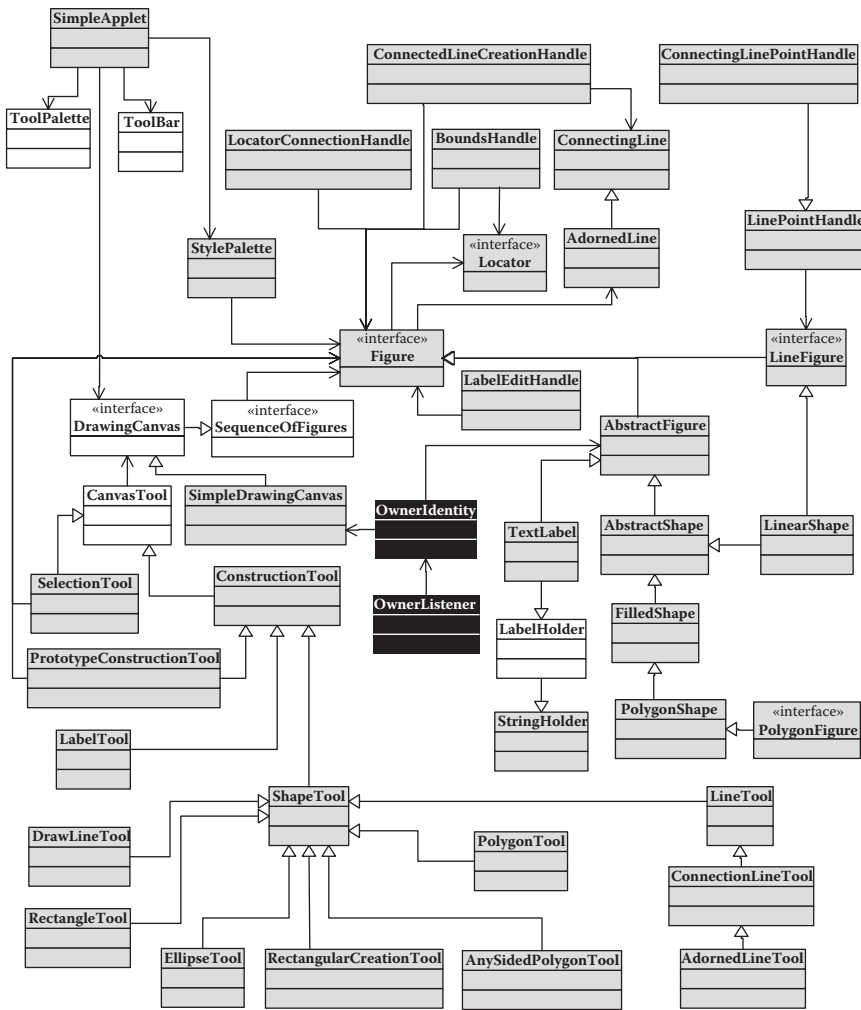 SimpleApplet
ConnectedLineCreationHandle
ConnectingLinePointHandle
ToolPalette
ToolBar
LocatorConnectionHandle
BoundsHandle
ConnectingLine
StylePalette
«interface»
Locator
AdornedLine
LinePointHandle
«interface»
Figure
«interface»
LineFigure
LabelEditHandle
«interface»
DrawingCanvas
«interface»
SequenceOfFigures
AbstractFigure
CanvasTool
SimpleDrawingCanvas
OwnerIdentity
TextLabel
AbstractShape
LinearShape
SelectionTool
ConstructionTool
OwnerListener
LabelHolder
FilledShape
PrototypeConstructionTool
StringHolder
PolygonShape
«interface»
PolygonFigure
LabelTool
ShapeTool
LineTool
DrawLineTool
PolygonTool
ConnectionLineTool
RectangleTool
EllipseTool
RectangularCreationTool
AnySidedPolygonTool
AdornedLineTool